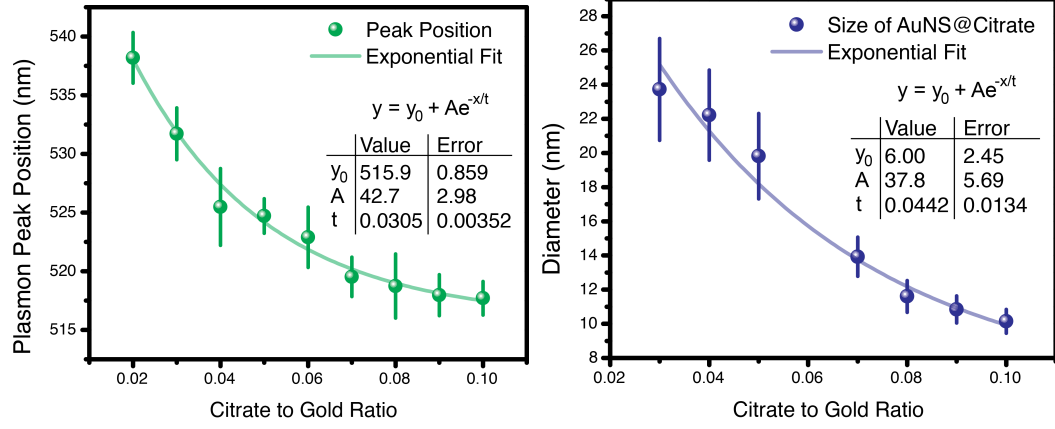 Plasmon Peak Position (nm)
540
535
530
525
520
515
0.02 0.04 0.06 0.08 0.10
Citrate to Gold Ratio
Peak Position
Exponential Fit
y = y₀ + Ae⁻ˣ/ᵗ
Value Error
y₀ 515.9 0.859
A 42.7 2.98
t 0.0305 0.00352
Diameter (nm)
28
26
24
22
20
18
16
14
12
10
8
0.02 0.04 0.06 0.08 0.10
Citrate to Gold Ratio
Size of AuNS@Citrate
Exponential Fit
y = y₀ + Ae⁻ˣ/ᵗ
Value Error
y₀ 6.00 2.45
A 37.8 5.69
t 0.0442 0.0134